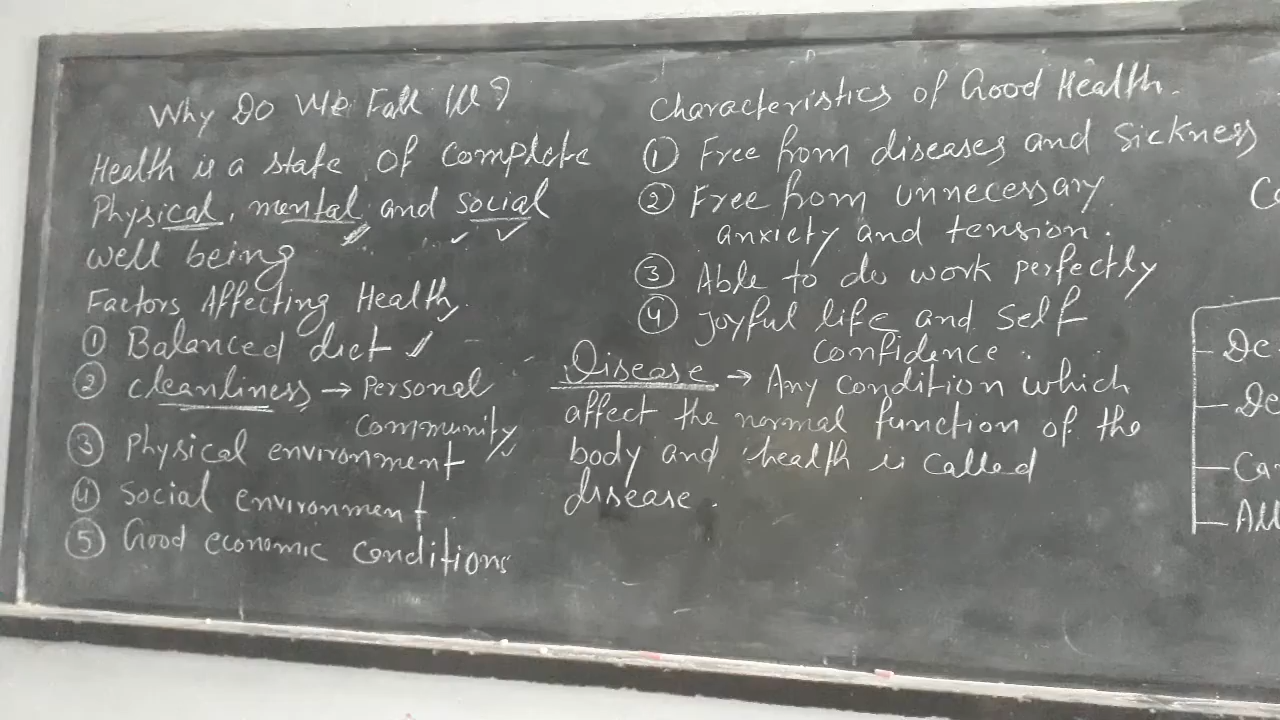 Why Do We Fall Ill?
Health is a state of complete
Physical, mental and social
well being
Factors Affecting Health.
① Balanced diet
② cleanliness → Personal
Community
③ Physical environment
④ Social environment
⑤ Good economic conditions
Characteristics of Good Health.
① Free from diseases and sickness
② Free from unnecessary
anxiety and tension.
③ Able to do work perfectly
④ Joyful life and self
confidence.
Disease → Any condition which
affect the normal function of the
body and health is called
disease.